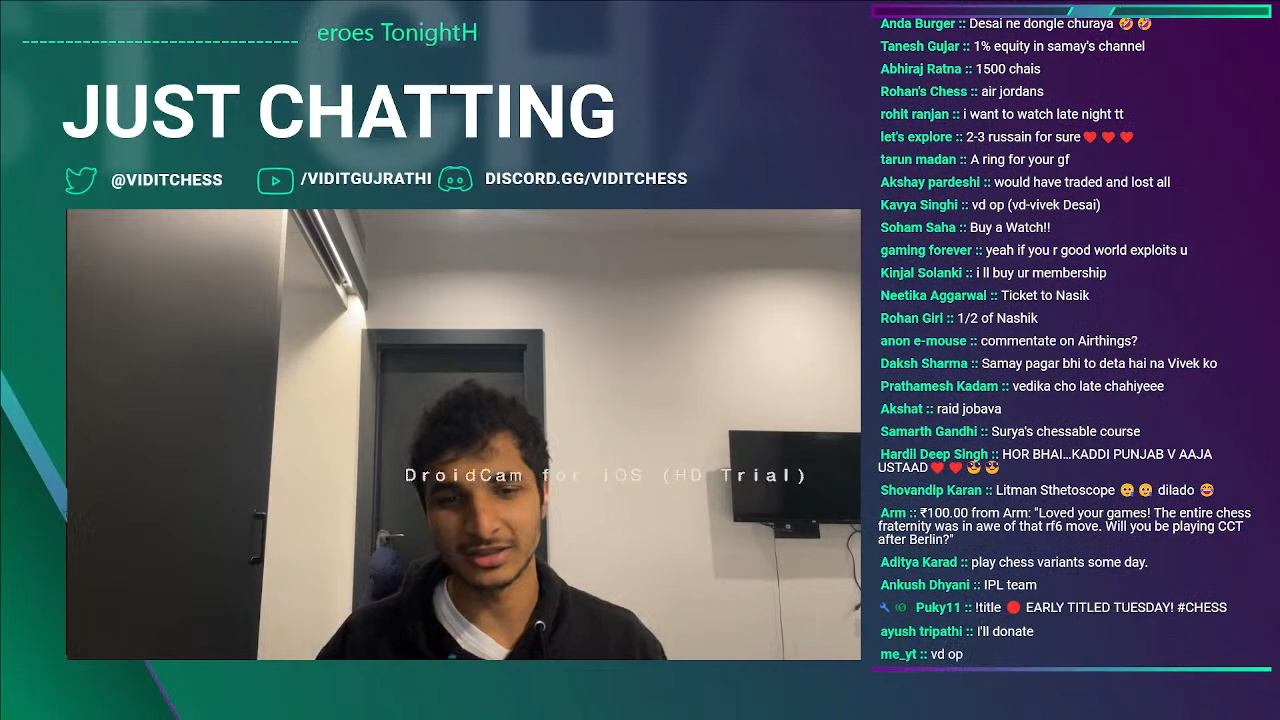 eroes TonightH
JUST CHATTING
@VIDITCHESS /VIDITGUJRATHI DISCORD.GG/VIDITCHESS
DroidCam for iOS (HD Trial)
Anda Burger :: Desai ne dongle churaya 🤣 🤣
Tanesh Gujar :: 1% equity in samay's channel
Abhiraj Ratna :: 1500 chais
Rohan's Chess :: air jordans
rohit ranjan :: i want to watch late night tt
let's explore :: 2-3 russain for sure❤️ ❤️ ❤️
tarun madan :: A ring for your gf
Akshay pardeshi :: would have traded and lost all
Kavya Singhi :: vd op (vd-vivek Desai)
Soham Saha :: Buy a Watch!!
gaming forever :: yeah if you r good world exploits u
Kinjal Solanki :: i ll buy ur membership
Neetika Aggarwal :: Ticket to Nasik
Rohan Giri :: 1/2 of Nashik
anon e-mouse :: commentate on Airthings?
Daksh Sharma :: Samay pagar bhi to deta hai na Vivek ko
Prathamesh Kadam :: vedika cho late chahiyeee
Akshat :: raid jobava
Samarth Gandhi :: Surya's chessable course
Hardil Deep Singh :: HOR BHAI...KADDI PUNJAB V AAJA
USTAAD❤️ ❤️ 🥸 🥸
Shovandip Karan :: Litman Sthetoscope 🥲 🥲 dilado 😅
Arm :: ₹100.00 from Arm: "Loved your games! The entire chess
fraternity was in awe of that rf6 move. Will you be playing CCT
after Berlin?"
Aditya Karad :: play chess variants some day.
Ankush Dhyani :: IPL team
Puky11 :: !title 🔴 EARLY TITLED TUESDAY! #CHESS
ayush tripathi :: I'll donate
me_yt :: vd op